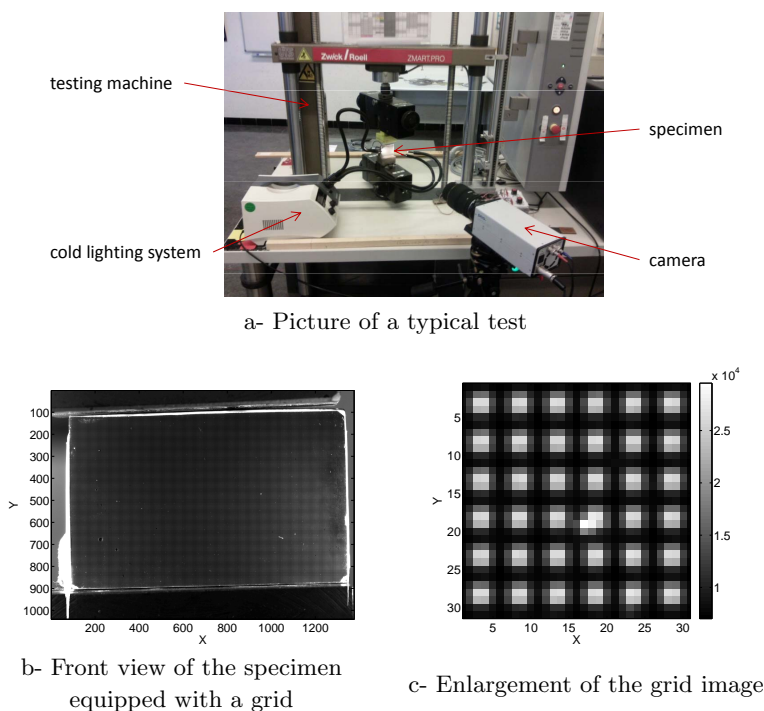 Zwick / Roell ZMART.PRO
testing machine
specimen
cold lighting system
camera
a- Picture of a typical test
x 10⁴
100
200
300
400
500
600
700
800
900
1000
Y
200 400 600 800 1000 1200
X
5
10
15
20
25
30
Y
5 10 15 20 25 30
X
2.5
2
1.5
1
b- Front view of the specimen
equipped with a grid
c- Enlargement of the grid image